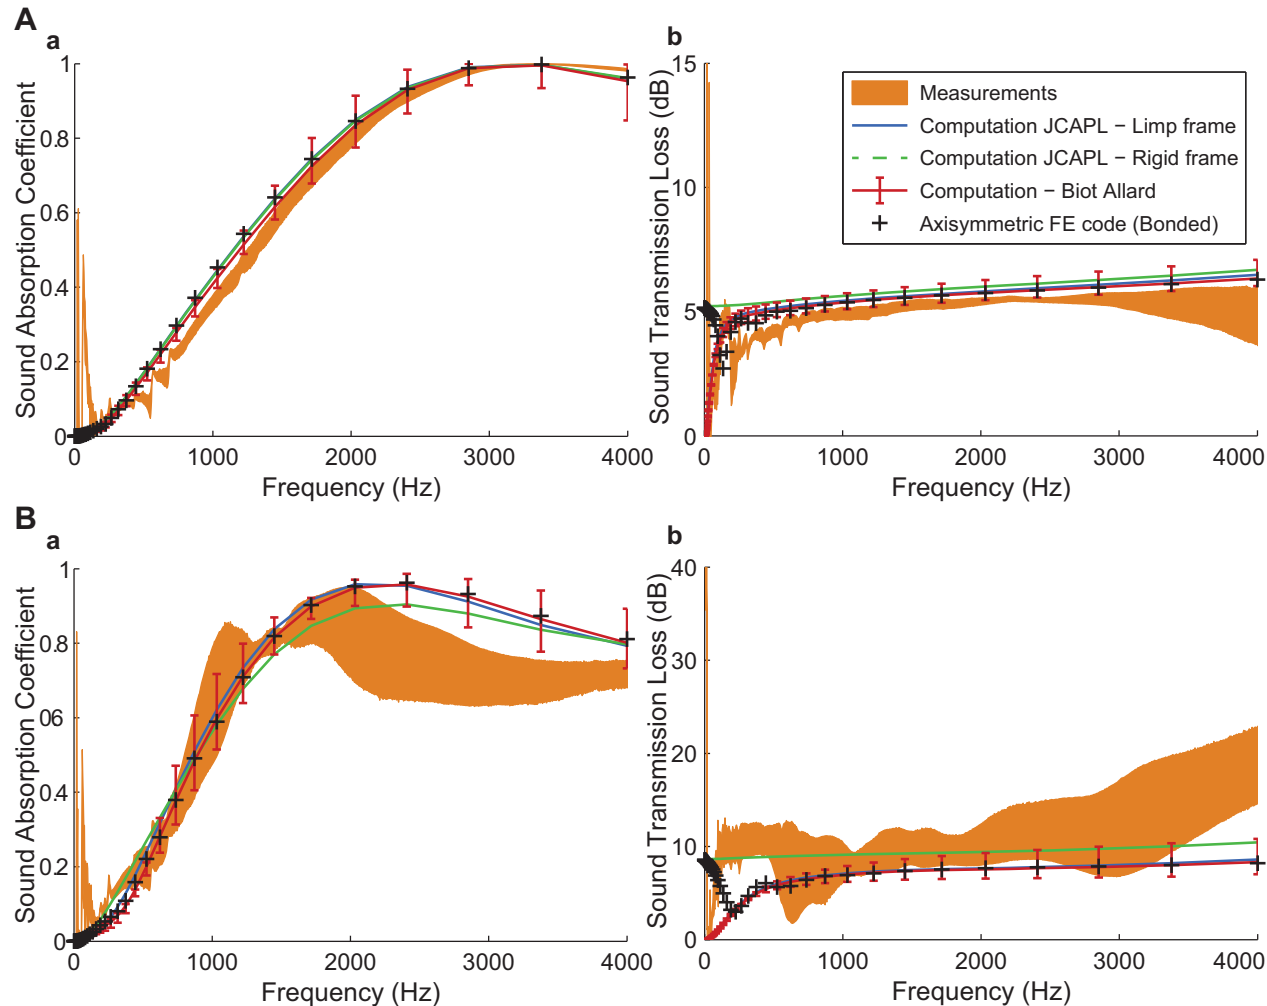 A
a
Sound Absorption Coefficient
1
0.8
0.6
0.4
0.2
0
0
1000
2000
3000
4000
Frequency (Hz)
b
Sound Transmission Loss (dB)
15
10
5
0
0
1000
2000
3000
4000
Frequency (Hz)
Measurements
Computation JCAPL − Limp frame
Computation JCAPL − Rigid frame
Computation − Biot Allard
Axisymmetric FE code (Bonded)
B
a
Sound Absorption Coefficient
1
0.8
06
0.4
0.2
0
0
1000
2000
3000
4000
Frequency (Hz)
b
Sound Transmission Loss (dB)
40
30
20
10
0
0
1000
2000
3000
4000
Frequency (Hz)